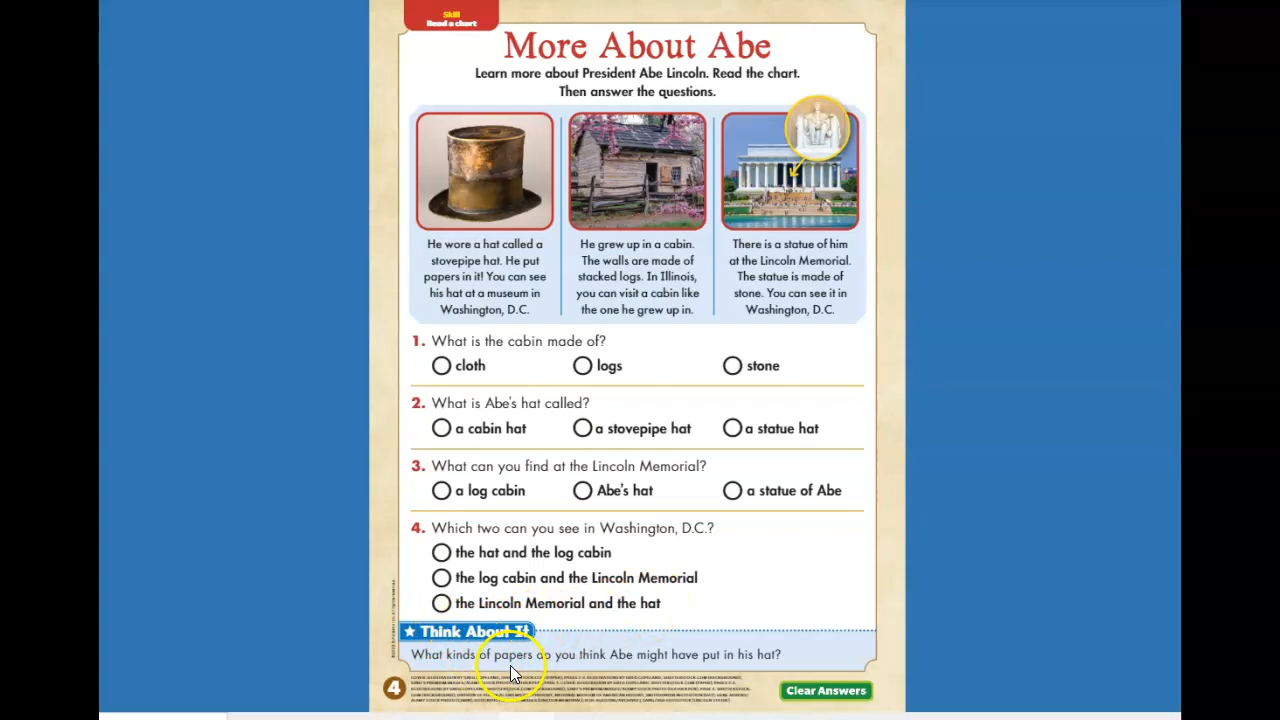 Skill
Read a chart
More About Abe
Learn more about President Abe Lincoln. Read the chart.
Then answer the questions.
He wore a hat called a
stovepipe hat. He put
papers in it! You can see
his hat at a museum in
Washington, D.C.
He grew up in a cabin.
The walls are made of
stacked logs. In Illinois,
you can visit a cabin like
the one he grew up in.
There is a statue of him
at the Lincoln Memorial.
The statue is made of
stone. You can see it in
Washington, D.C.
1. What is the cabin made of?
cloth logs stone
2. What is Abe's hat called?
a cabin hat a stovepipe hat a statue hat
3. What can you find at the Lincoln Memorial?
a log cabin Abe's hat a statue of Abe
4. Which two can you see in Washington, D.C.?
the hat and the log cabin
the log cabin and the Lincoln Memorial
the Lincoln Memorial and the hat
Think About It
What kinds of papers do you think Abe might have put in his hat?
4
Clear Answers